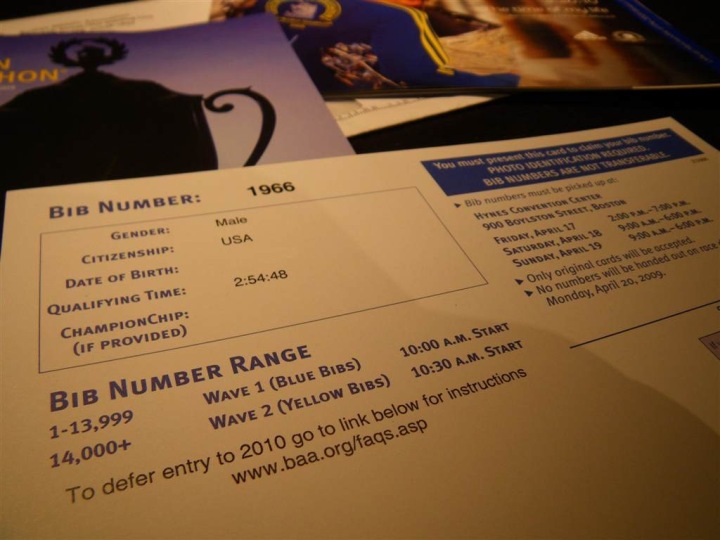 N
HON
BIB NUMBER: 1966
GENDER: Male
CITIZENSHIP: USA
DATE OF BIRTH:
QUALIFYING TIME: 2:54:48
CHAMPIONCHIP:
(IF PROVIDED)
BIB NUMBER RANGE
1-13,999 WAVE 1 (BLUE BIBS) 10:00 A.M. START
14,000+ WAVE 2 (YELLOW BIBS) 10:30 A.M. START
To defer entry to 2010 go to link below for instructions
www.baa.org/faqs.asp
You must present this card to claim your bib number.
PHOTO IDENTIFICATION REQUIRED.
BIB NUMBERS ARE NOT TRANSFERABLE.
▶ Bib numbers must be picked up at:
HYNES CONVENTION CENTER
900 BOYLSTON STREET, BOSTON
FRIDAY, APRIL 17 2:00 P.M.–7:00 P.M.
SATURDAY, APRIL 18 9:00 A.M.–6:00 P.M.
SUNDAY, APRIL 19 9:00 A.M.–6:00 P.M.
▶ Only original cards will be accepted.
▶ No numbers will be handed out on race
Monday, April 20, 2009.